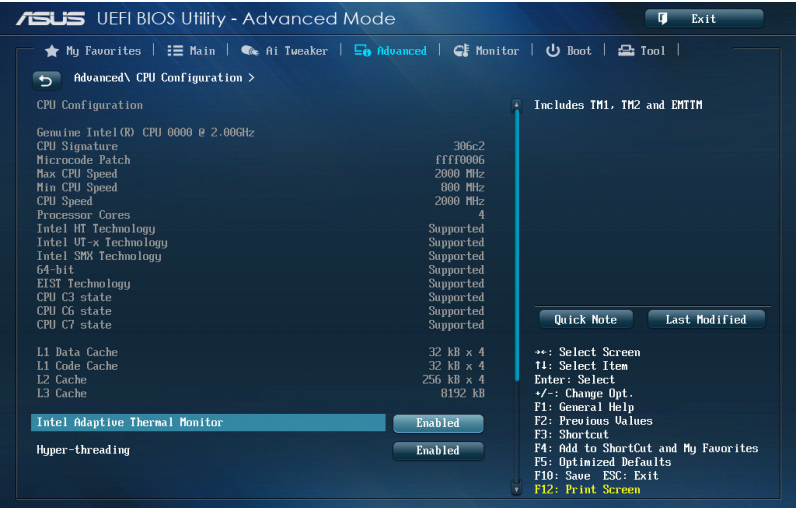 ASUS UEFI BIOS Utility - Advanced Mode
Exit
My Favorites | Main | Ai Tweaker | Advanced | Monitor | Boot | Tool |
Advanced\ CPU Configuration >
CPU Configuration
Genuine Intel(R) CPU 0000 @ 2.00GHz
CPU Signature 306c2
Microcode Patch ffff0006
Max CPU Speed 2000 MHz
Min CPU Speed 800 MHz
CPU Speed 2000 MHz
Processor Cores 4
Intel HT Technology Supported
Intel VT-x Technology Supported
Intel SMX Technology Supported
64-bit Supported
EIST Technology Supported
CPU C3 state Supported
CPU C6 state Supported
CPU C7 state Supported
L1 Data Cache 32 kB x 4
L1 Code Cache 32 kB x 4
L2 Cache 256 kB x 4
L3 Cache 8192 kB
Intel Adaptive Thermal Monitor Enabled
Hyper-threading Enabled
Includes TM1, TM2 and EMTTM
Quick Note Last Modified
→←: Select Screen
↑↓: Select Item
Enter: Select
+/-: Change Opt.
F1: General Help
F2: Previous Values
F3: Shortcut
F4: Add to ShortCut and My Favorites
F5: Optimized Defaults
F10: Save ESC: Exit
F12: Print Screen